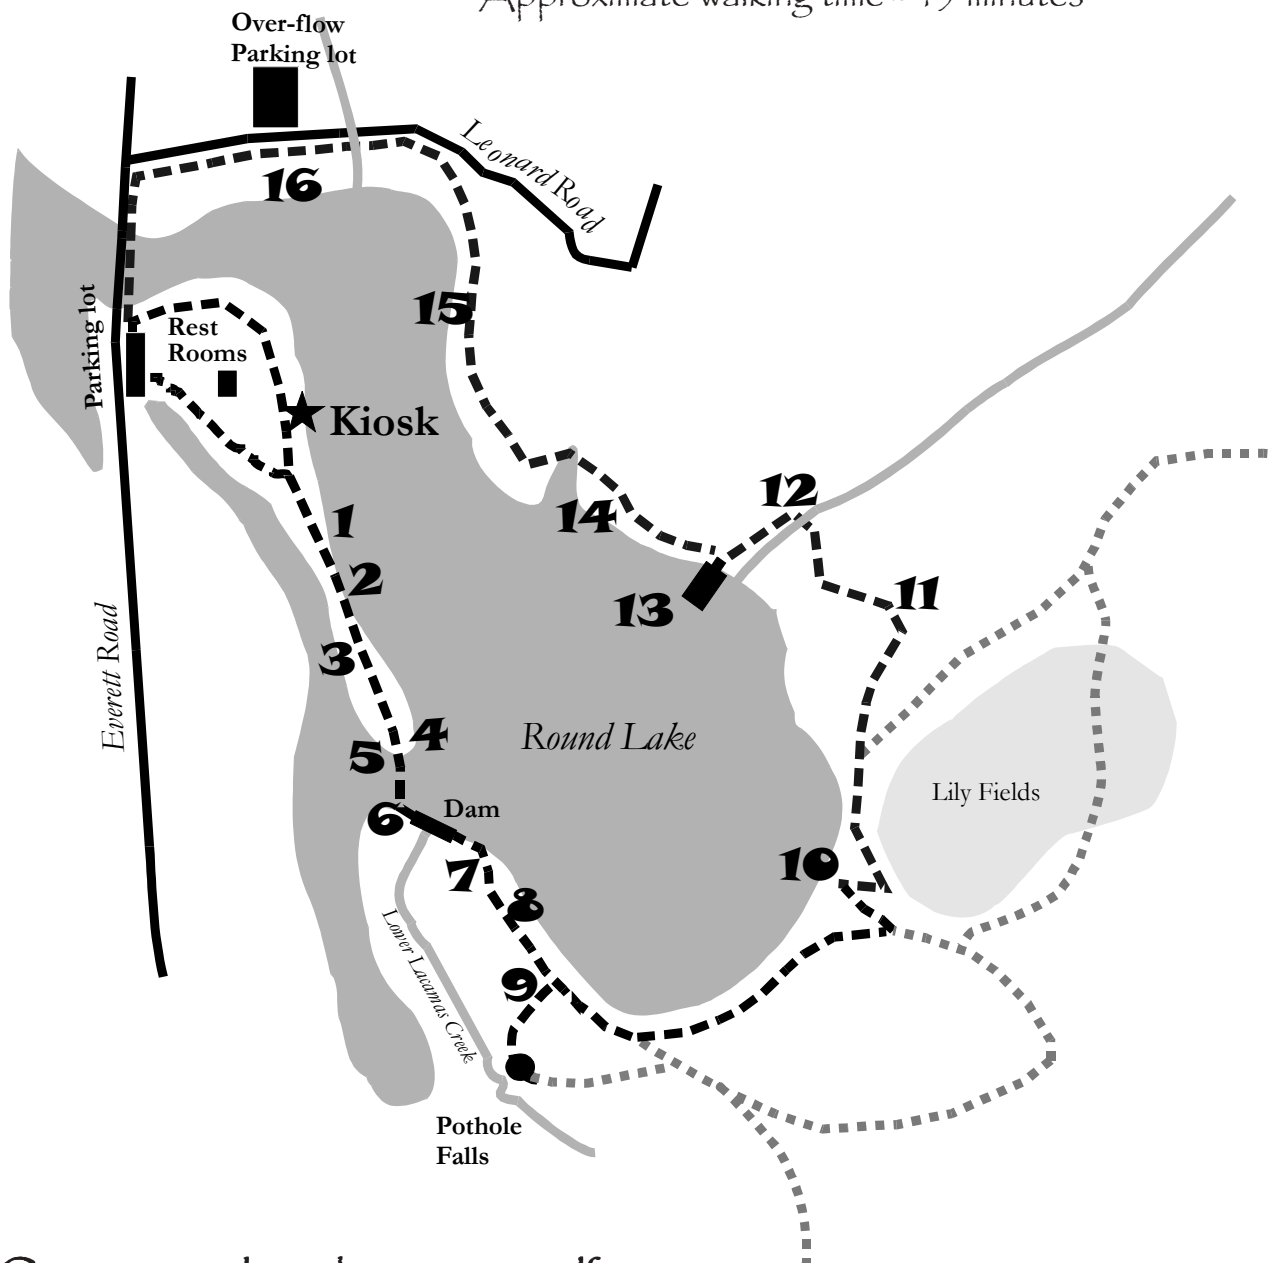 Approximate walking time - 75 minutes
Over-flow
Parking lot
Leonard Road
16
15
Parking lot
Rest
Rooms
Kiosk
1
2
3
4
5
6
Dam
7
8
9
10
11
12
13
14
Round Lake
Lily Fields
Everett Road
Lower Lacamas Creek
Pothole
Falls